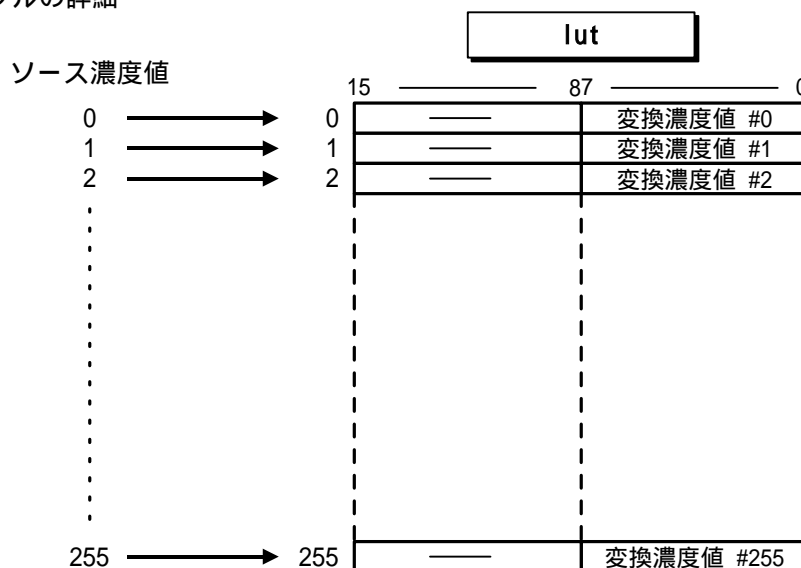 ルの詳細
lut
ソース濃度値
15 87 0
0 0 変換濃度値 #0
1 1 変換濃度値 #1
2 2 変換濃度値 #2
255 255 変換濃度値 #255